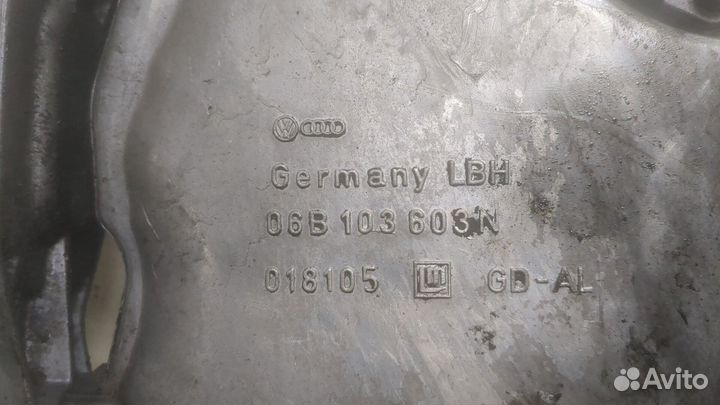 Germany LBH
06B 103 603 N
018105 GD-AL
Avito